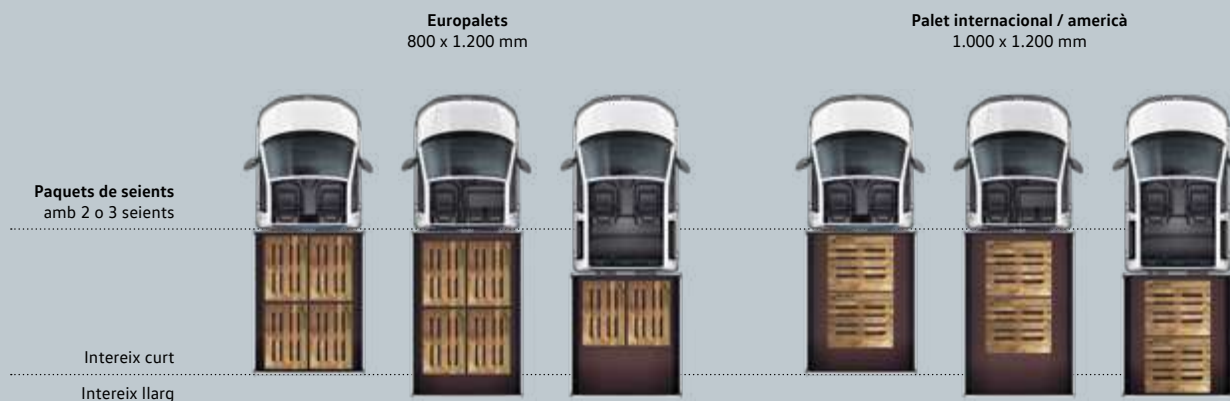 Europalets
800 x 1.200 mm
Palet internacional / americà
1.000 x 1.200 mm
Paquets de seients
amb 2 o 3 seients
Intereix curt
Intereix llarg